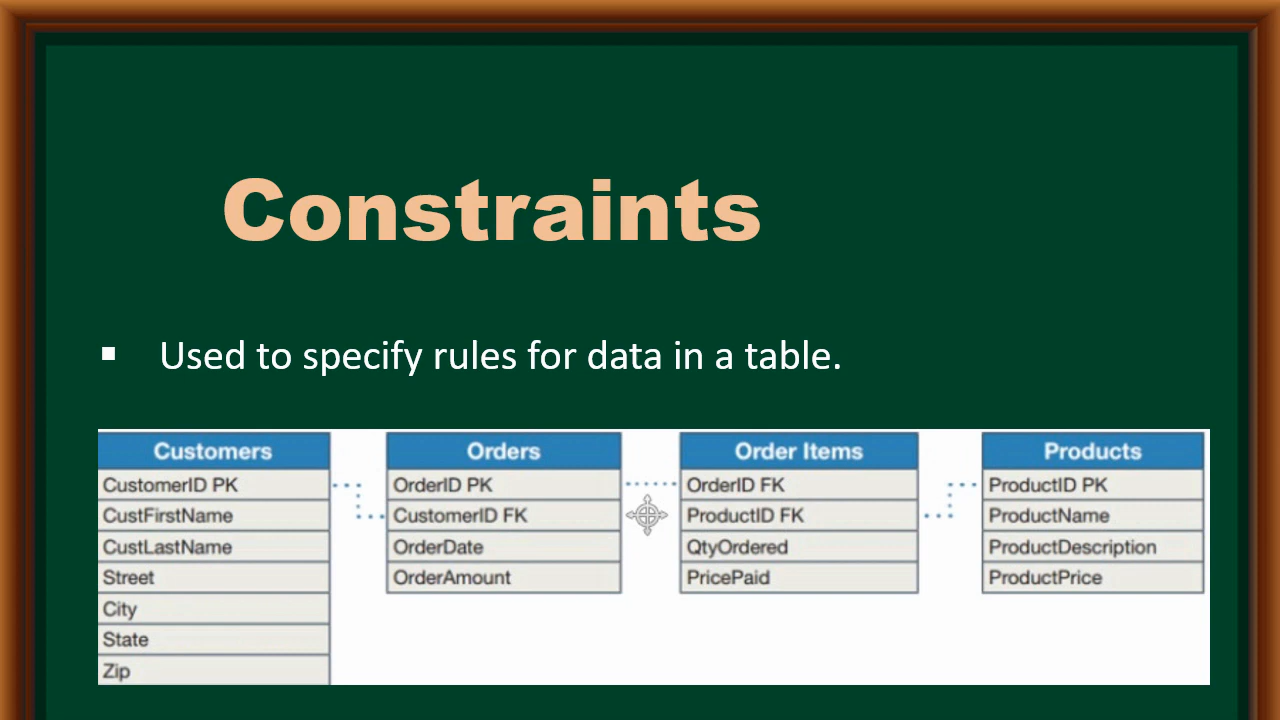 Constraints
▪ Used to specify rules for data in a table.
Customers
CustomerID PK
CustFirstName
CustLastName
Street
City
State
Zip
Orders
OrderID PK
CustomerID FK
OrderDate
OrderAmount
Order Items
OrderID FK
ProductID FK
QtyOrdered
PricePaid
Products
ProductID PK
ProductName
ProductDescription
ProductPrice